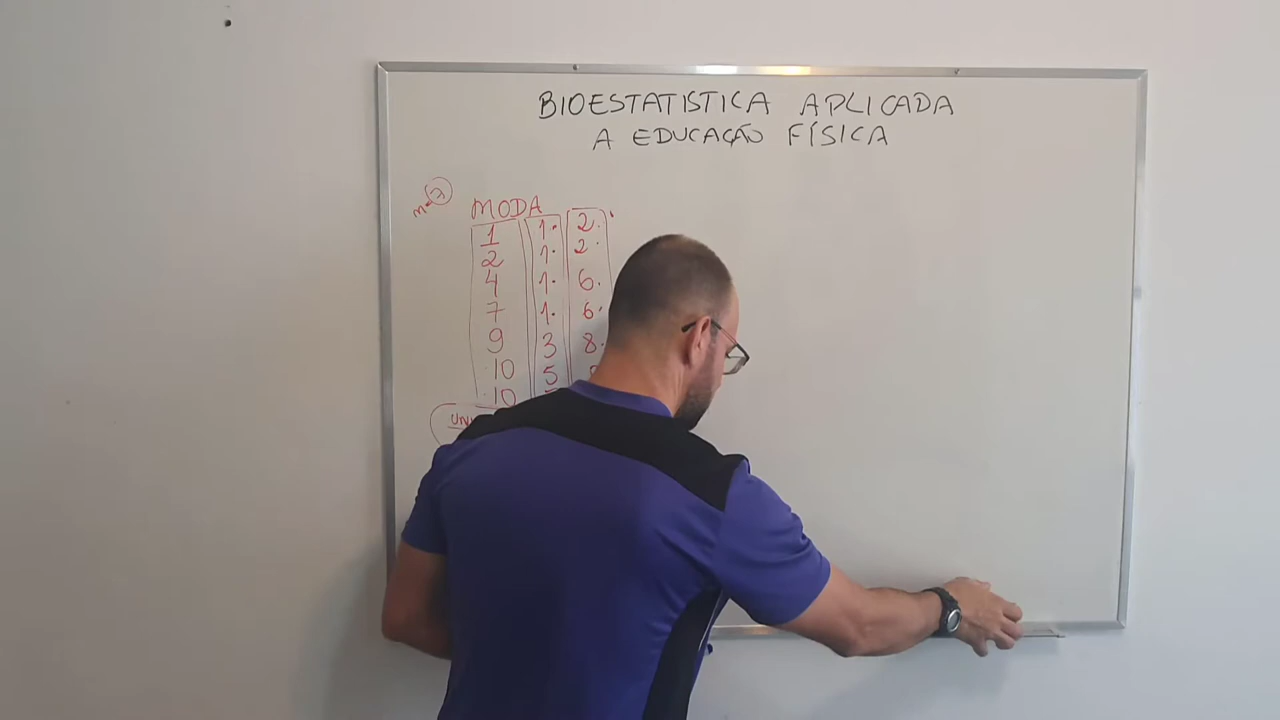 BIOESTATISTICA APLICADA
A EDUCAÇÃO FÍSICA
MODA
1 1. 2.
2 1. 2.
4 1. 6.
7 1. 6.
9 3 8.
10 5
10